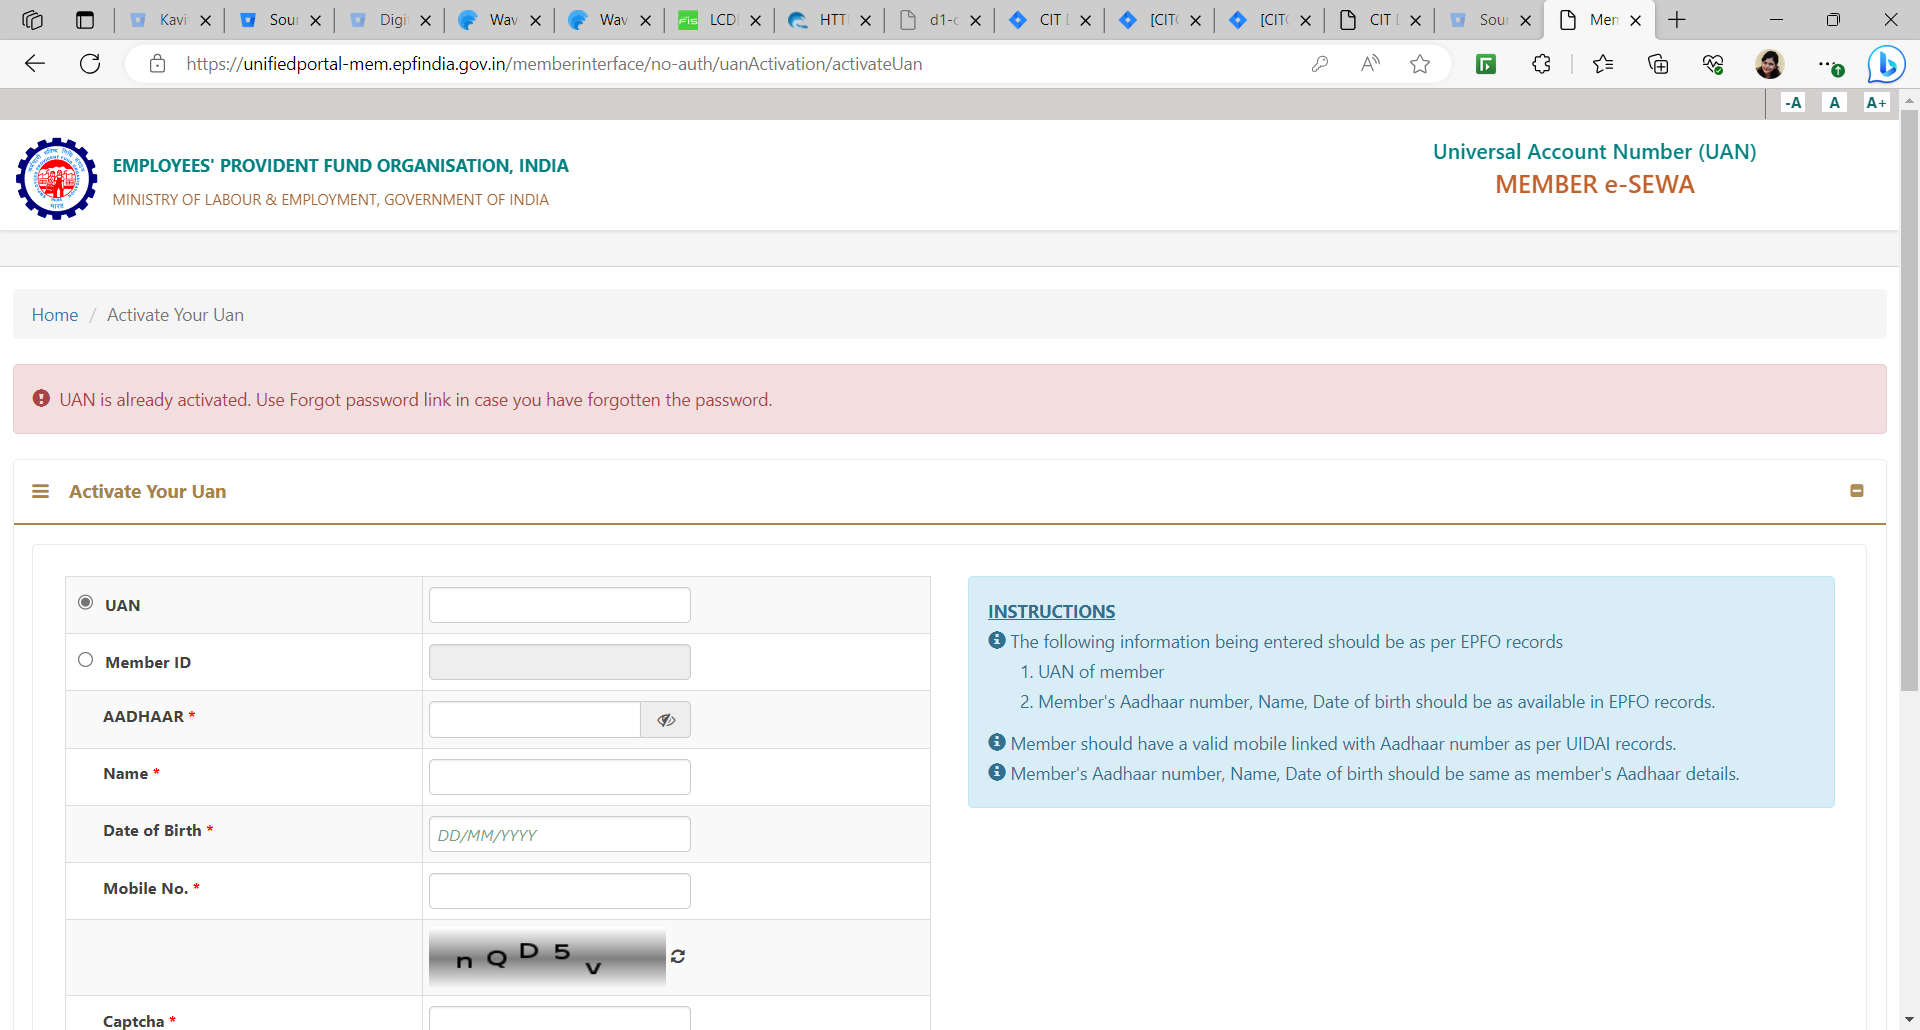 Kavi
Sour
Digi
Wav
Wav
fis
LCD
HTT
d1-c
CIT
[CIT
[CIT
CIT
Sour
Mem
https://unifiedportal-mem.epfindia.gov.in/memberinterface/no-auth/uanActivation/activateUan
-A A A+
EMPLOYEES' PROVIDENT FUND ORGANISATION, INDIA
MINISTRY OF LABOUR & EMPLOYMENT, GOVERNMENT OF INDIA
Universal Account Number (UAN)
MEMBER e-SEWA
Home / Activate Your Uan
UAN is already activated. Use Forgot password link in case you have forgotten the password.
Activate Your Uan
UAN
Member ID
AADHAAR *
Name *
Date of Birth *
DD/MM/YYYY
Mobile No. *
n Q D 5 v
Captcha *
INSTRUCTIONS
The following information being entered should be as per EPFO records
1. UAN of member
2. Member's Aadhaar number, Name, Date of birth should be as available in EPFO records.
Member should have a valid mobile linked with Aadhaar number as per UIDAI records.
Member's Aadhaar number, Name, Date of birth should be same as member's Aadhaar details.